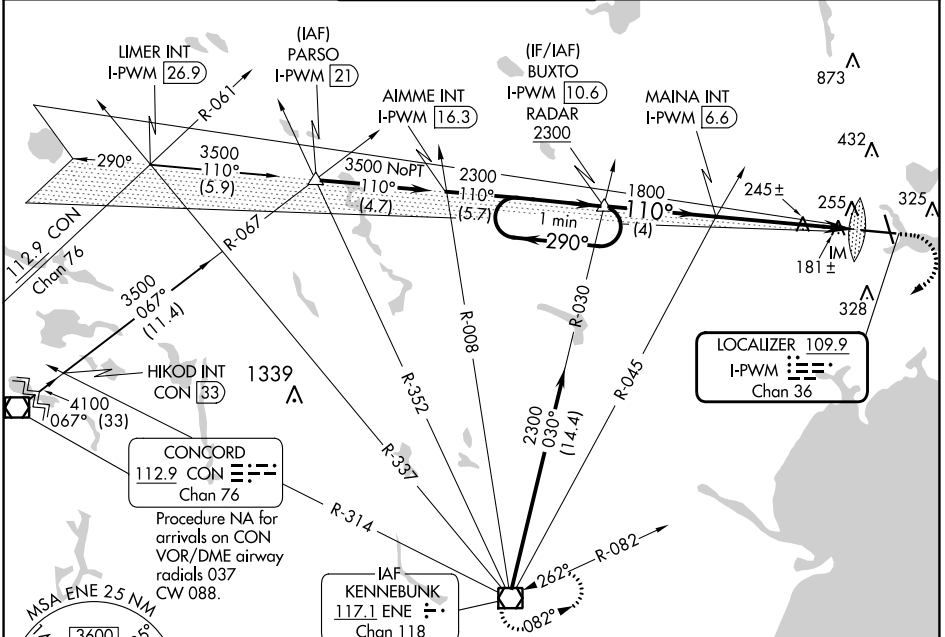 LIMER INT
I-PWM 26.9
(IAF)
PARSO
I-PWM 21
AIMME INT
I-PWM 16.3
(IF/IAF)
BUXTO
I-PWM 10.6
RADAR
2300
MAINA INT
I-PWM 6.6
873
432
325
255
245±
181±
IM
328
R-061
290°
3500
110°
(5.9)
3500 NoPT
110°
(4.7)
2300
110°
(5.7)
1800
110°
(4)
1 min
290°
112.9 CON
Chan 76
R-067
3500
067°
(11.4)
R-008
R-030
R-045
2300
030°
(14.4)
LOCALIZER 109.9
I-PWM
Chan 36
HIKOD INT
CON 33
1339
4100
067° (33)
R-352
R-337
CONCORD
112.9 CON
Chan 76
R-314
Procedure NA for
arrivals on CON
VOR/DME airway
radials 037
CW 088.
IAF
KENNEBUNK
117.1 ENE
Chan 118
262°
R-082
082°
MSA ENE 25 NM
3600